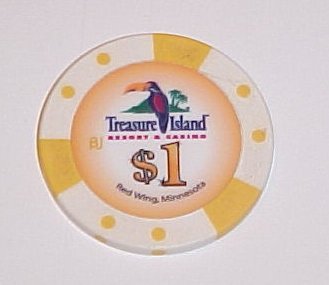 Treasure Island
RESORT & CASINO
BJ
$1
Red Wing, Minnesota